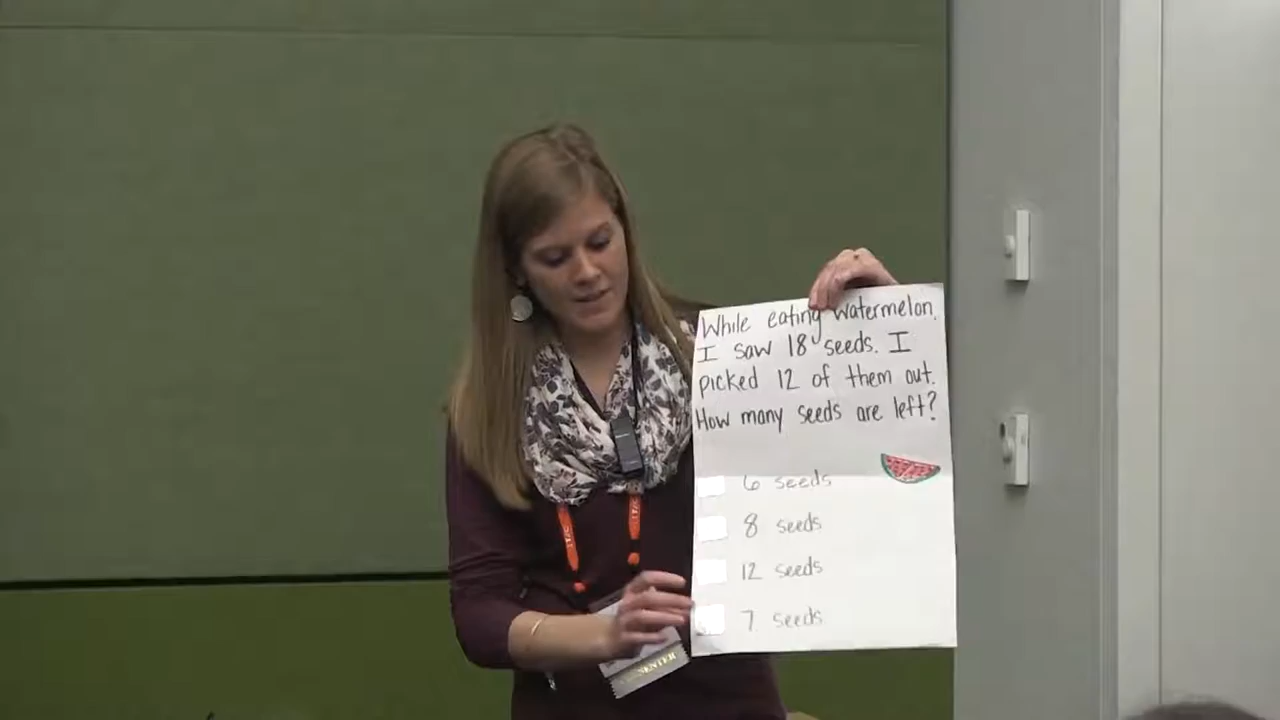 While eating watermelon,
I saw 18 seeds. I
picked 12 of them out.
How many seeds are left?
6 seeds
8 seeds
12 seeds
7 seeds